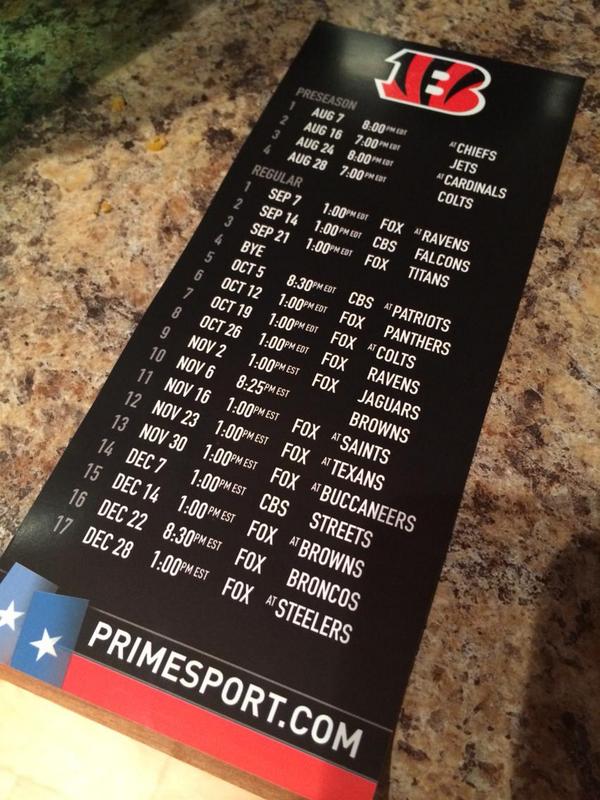 B
PRESEASON
1 AUG 7 8:00PM EDT AT CHIEFS
2 AUG 16 7:00PM EDT JETS
3 AUG 24 8:00PM EDT AT CARDINALS
4 AUG 28 7:00PM EDT COLTS
REGULAR
1 SEP 7 1:00PM EDT FOX AT RAVENS
2 SEP 14 1:00PM EDT CBS FALCONS
3 SEP 21 1:00PM EDT FOX TITANS
4 BYE
5 OCT 5 8:30PM EDT CBS AT PATRIOTS
6 OCT 12 1:00PM EDT FOX PANTHERS
7 OCT 19 1:00PM EDT FOX AT COLTS
8 OCT 26 1:00PM EDT FOX RAVENS
9 NOV 2 1:00PM EST FOX JAGUARS
10 NOV 6 8:25PM EST BROWNS
11 NOV 16 1:00PM EST FOX AT SAINTS
12 NOV 23 1:00PM EST FOX AT TEXANS
13 NOV 30 1:00PM EST FOX AT BUCCANEERS
14 DEC 7 1:00PM EST CBS STREETS
15 DEC 14 1:00PM EST FOX AT BROWNS
16 DEC 22 8:30PM EST FOX BRONCOS
17 DEC 28 1:00PM EST FOX AT STEELERS
PRIMESPORT.COM